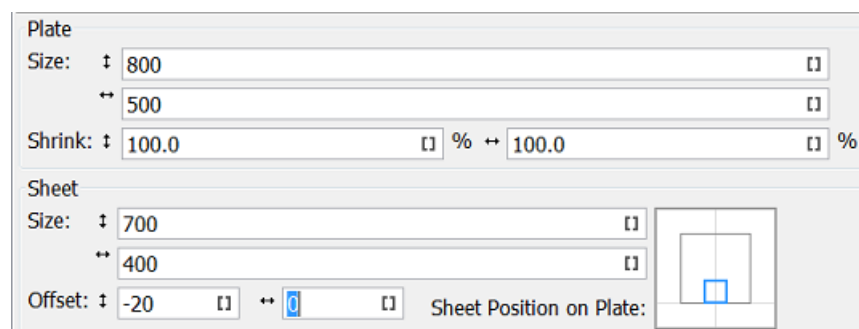 Plate
Size: ↕ 800 []
↔ 500 []
Shrink: ↕ 100.0 [] % ↔ 100.0 [] %
Sheet
Size: ↕ 700 []
↔ 400 []
Offset: ↕ -20 [] ↔ 0 [] Sheet Position on Plate: